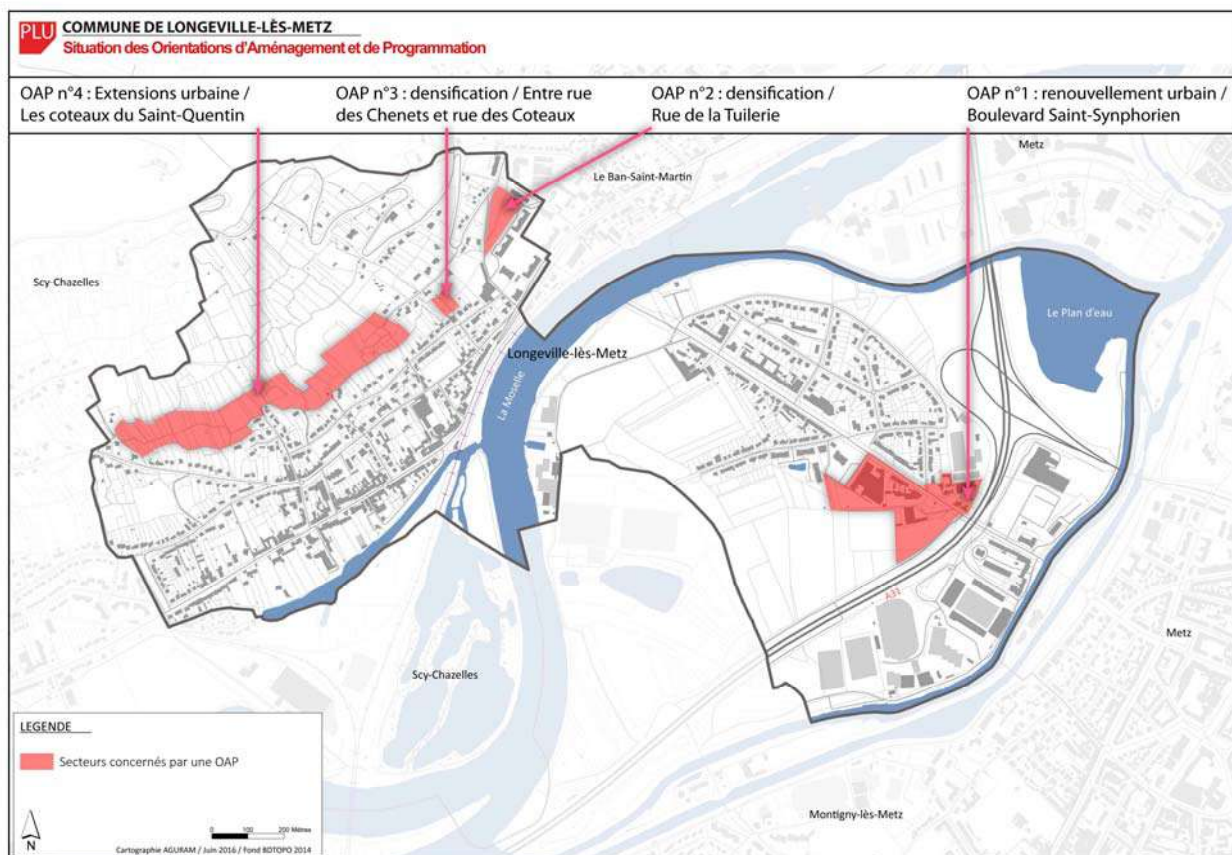 PLU
COMMUNE DE LONGEVILLE-LÈS-METZ
Situation des Orientations d'Aménagement et de Programmation
OAP n°4 : Extensions urbaine /
Les coteaux du Saint-Quentin
OAP n°3 : densification / Entre rue
des Chenets et rue des Coteaux
OAP n°2 : densification /
Rue de la Tuilerie
OAP n°1 : renouvellement urbain /
Boulevard Saint-Synphorien
Metz
Le Ban-Saint-Martin
Scy-Chazelles
Le Plan d'eau
Longeville-lès-Metz
La Moselle
A31
Metz
Scy-Chazelles
Montigny-lès-Metz
LEGENDE
Secteurs concernés par une OAP
N
0 100 200 Mètres
Cartographie AGURAM / Juin 2016 / Fond BDTOPO 2014